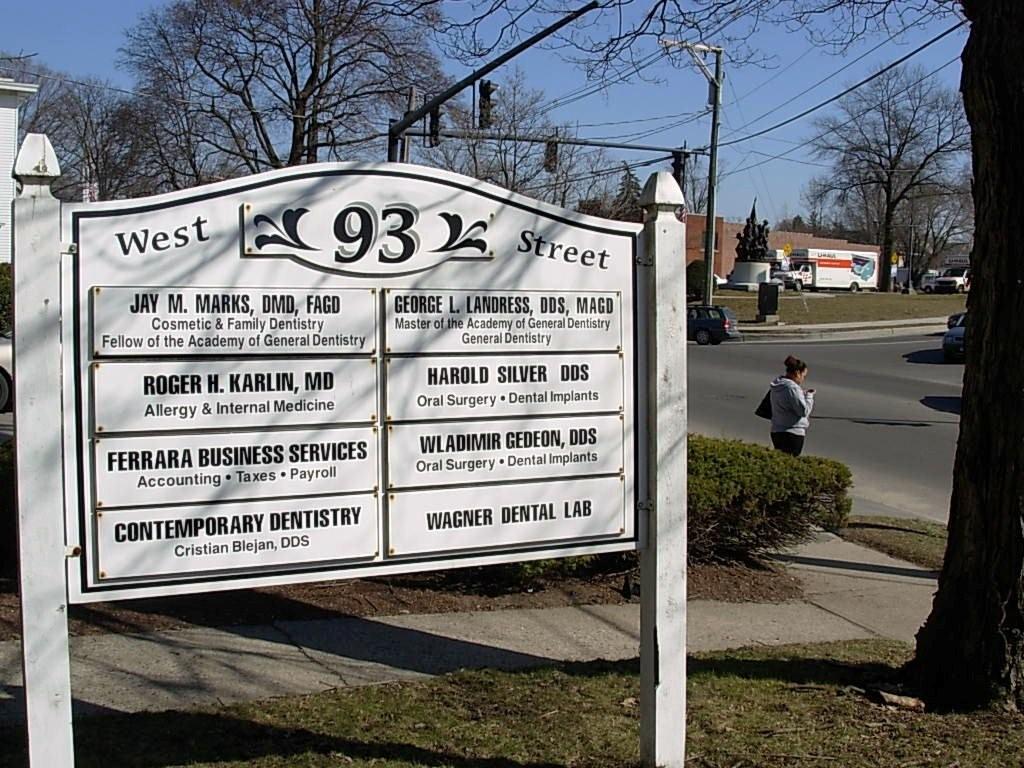 West 93 Street
JAY M. MARKS, DMD, FAGD
Cosmetic & Family Dentistry
Fellow of the Academy of General Dentistry
ROGER H. KARLIN, MD
Allergy & Internal Medicine
FERRARA BUSINESS SERVICES
Accounting • Taxes • Payroll
CONTEMPORARY DENTISTRY
Cristian Blejan, DDS
GEORGE L. LANDRESS, DDS, MAGD
Master of the Academy of General Dentistry
General Dentistry
HAROLD SILVER DDS
Oral Surgery • Dental Implants
WLADIMIR GEDEON, DDS
Oral Surgery • Dental Implants
WAGNER DENTAL LAB
U-HAUL